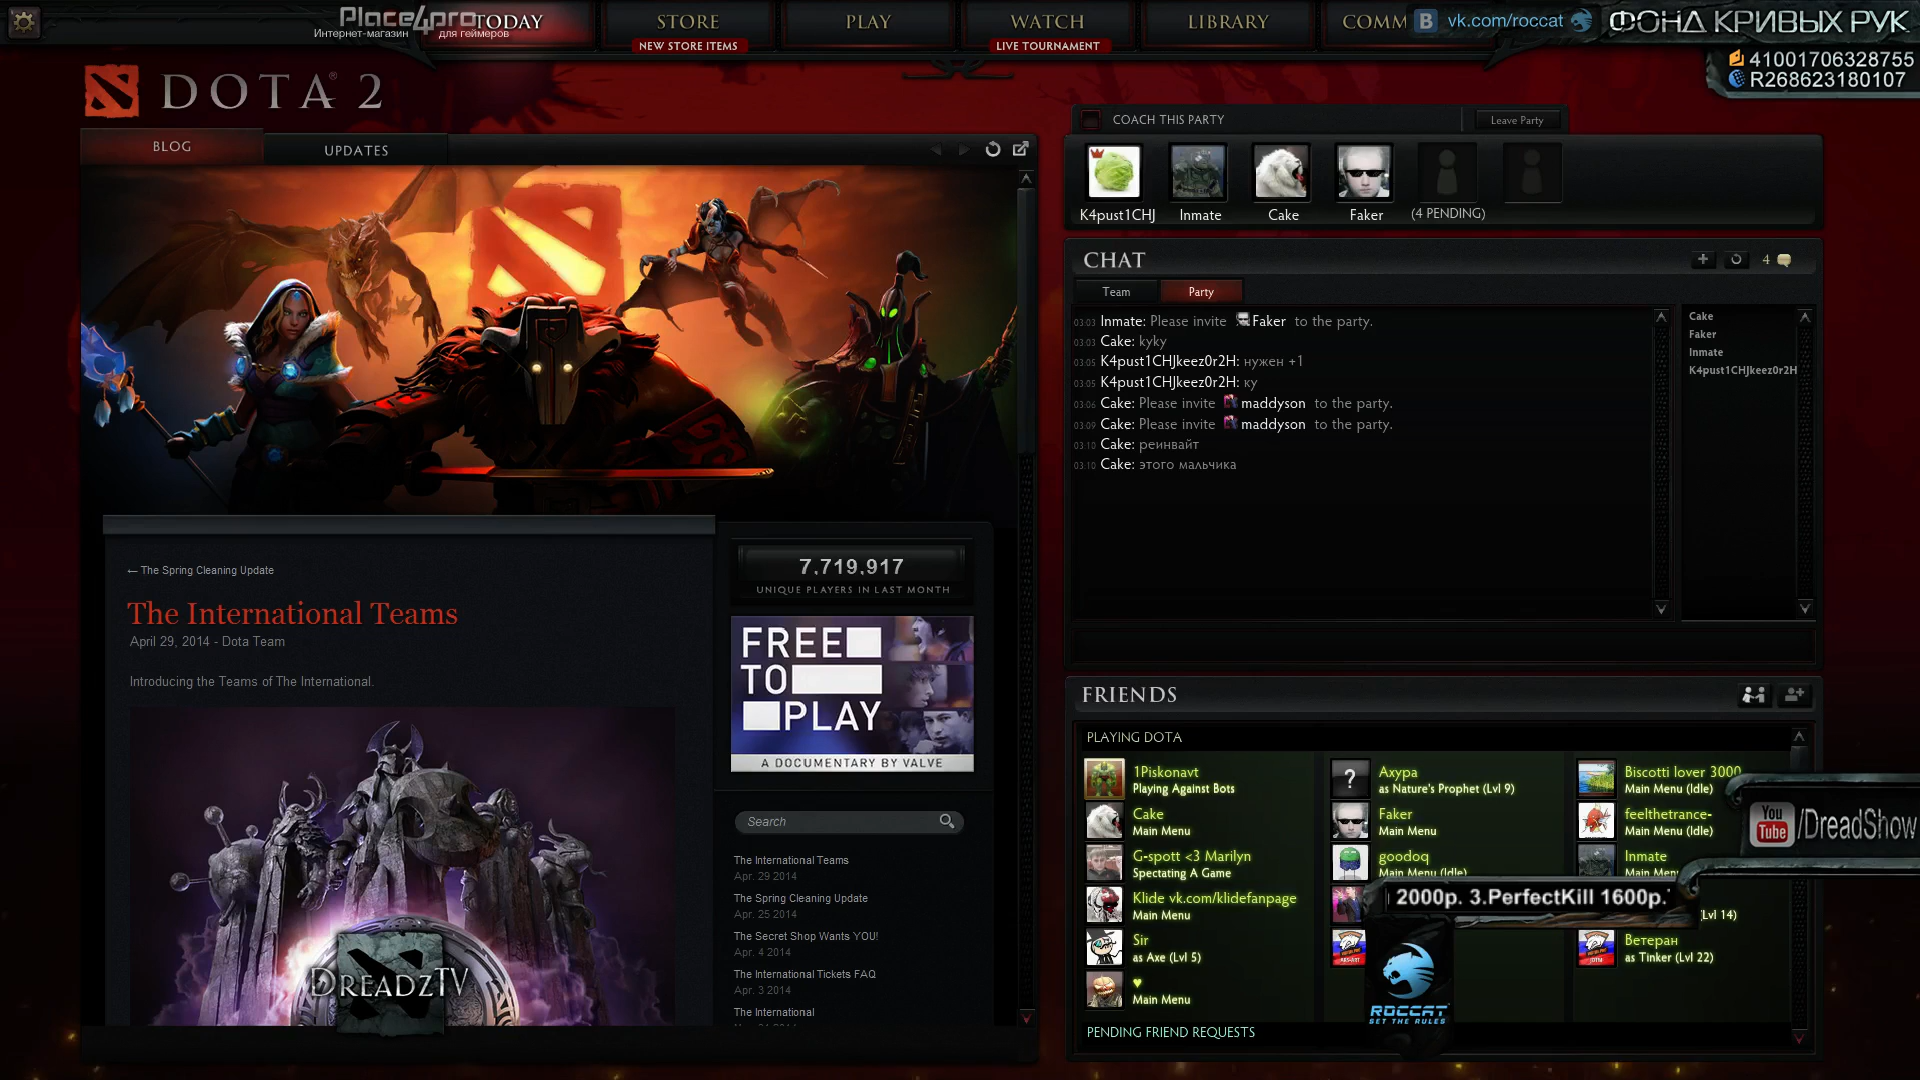 Place4pro
Интернет-магазин для геймеров
TODAY
STORE
NEW STORE ITEMS
PLAY
WATCH
LIVE TOURNAMENT
LIBRARY
COMM
B vk.com/roccat
ФОНД КРИВЫХ РУК
41001706328755
R268623180107
DOTA® 2
BLOG
UPDATES
COACH THIS PARTY
Leave Party
K4pust1CHJ
Inmate
Cake
Faker
(4 PENDING)
CHAT
4
Team
Party
03:03 Inmate: Please invite Faker to the party.
03:03 Cake: kyky
03:05 K4pust1CHJkeez0r2H: нужен +1
03:05 K4pust1CHJkeez0r2H: ку
03:06 Cake: Please invite maddyson to the party.
03:09 Cake: Please invite maddyson to the party.
03:10 Cake: реинвайт
03:10 Cake: этого мальчика
Cake
Faker
Inmate
K4pust1CHJkeez0r2H
← The Spring Cleaning Update
The International Teams
April 29, 2014 - Dota Team
Introducing the Teams of The International.
DREADZTV
7,719,917
UNIQUE PLAYERS IN LAST MONTH
FREE
TO
PLAY
A DOCUMENTARY BY VALVE
Search
The International Teams
Apr. 29 2014
The Spring Cleaning Update
Apr. 25 2014
The Secret Shop Wants YOU!
Apr. 4 2014
The International Tickets FAQ
Apr. 3 2014
The International
FRIENDS
PLAYING DOTA
1Piskonavt
Playing Against Bots
Axypa
as Nature's Prophet (Lvl 9)
Biscotti lover 3000
Main Menu (Idle)
Cake
Main Menu
Faker
Main Menu
feelthetrance-
Main Menu (Idle)
G-spott <3 Marilyn
Spectating A Game
goodoq
Main Menu (Idle)
Inmate
Main Menu
Klide vk.com/klidefanpage
Main Menu
(Lvl 14)
Sir
as Axe (Lvl 5)
Ветеран
as Tinker (Lvl 22)
♥
Main Menu
PENDING FRIEND REQUESTS
You Tube /DreadShow
2000р. 3.PerfectKill 1600р.
ROCCAT
SET THE RULES